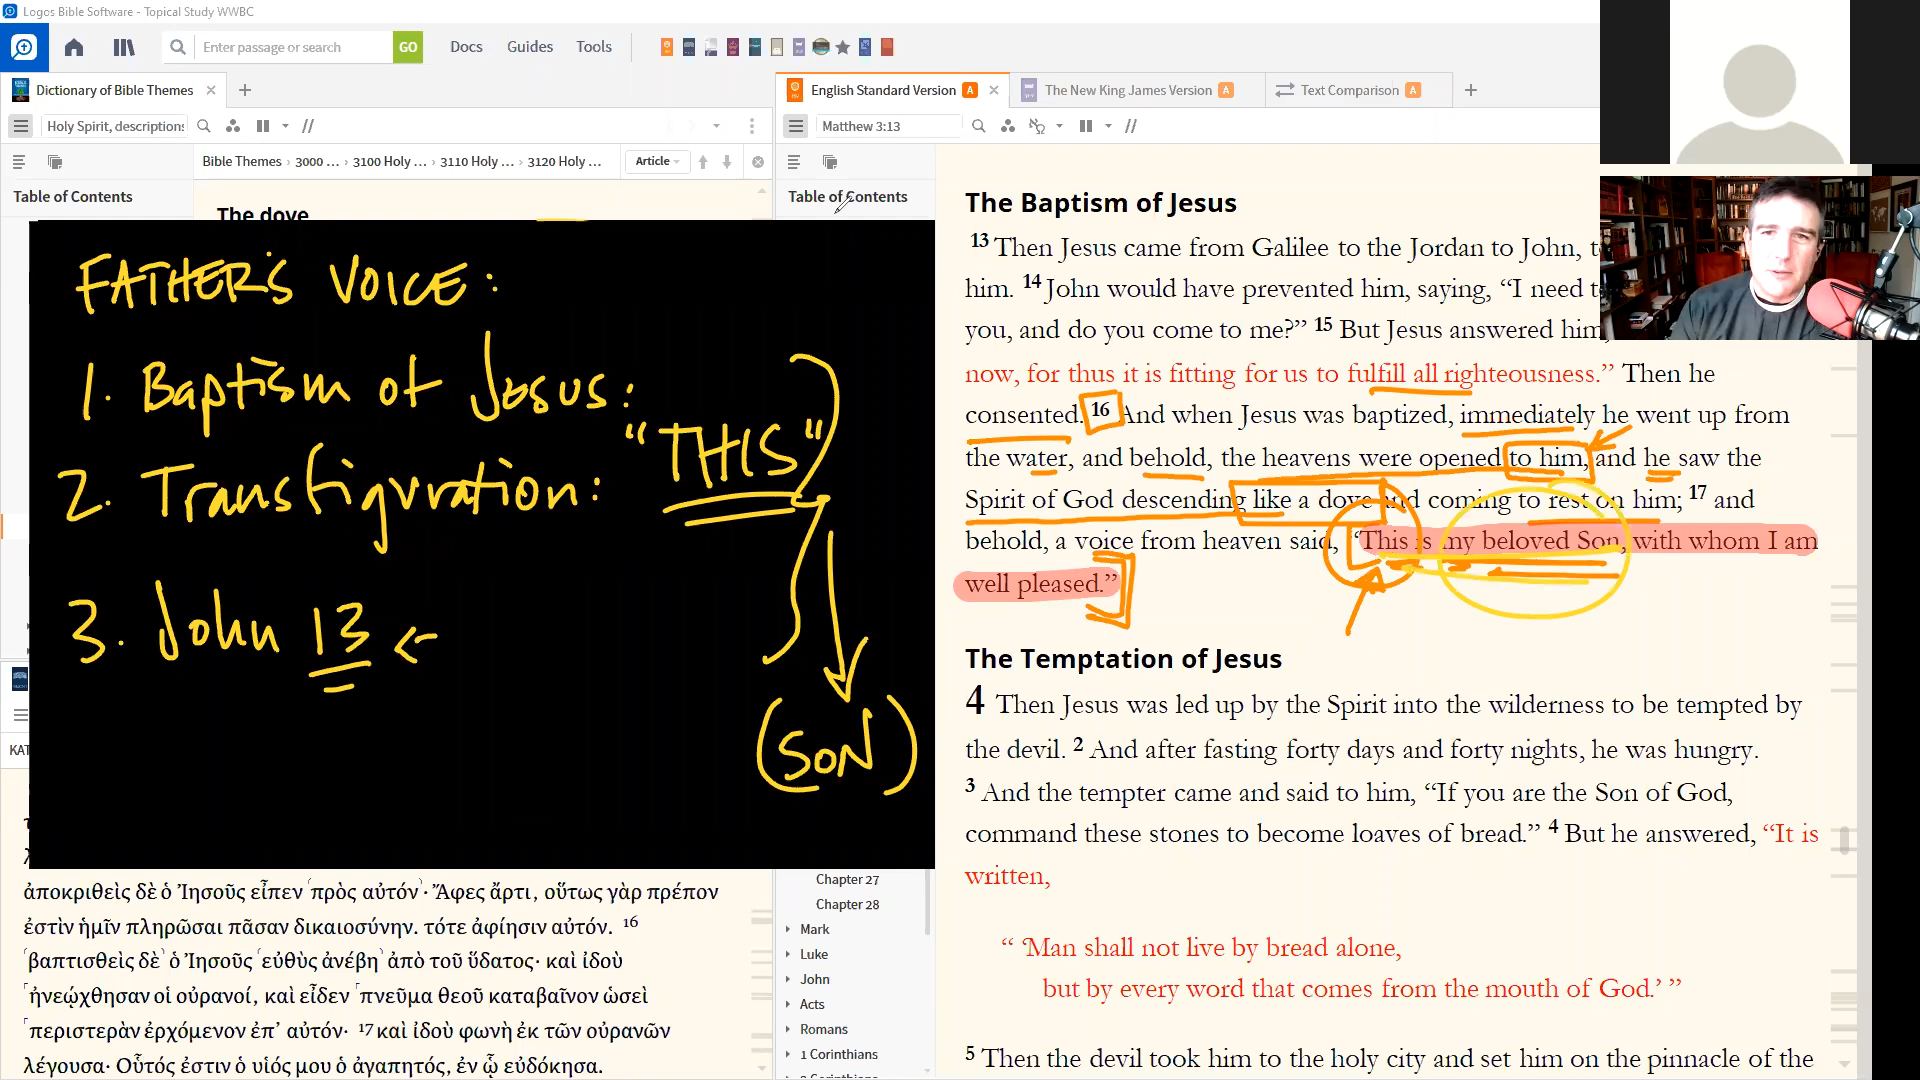 Logos Bible Software - Topical Study WWBC
Enter passage or search
GO
Docs
Guides
Tools
Dictionary of Bible Themes
Holy Spirit, descriptions
Bible Themes › 3000 ... › 3100 Holy ... › 3110 Holy ... › 3120 Holy ...
Article
Table of Contents
The dove
FATHER'S VOICE:
1. Baptism of Jesus:
"THIS"
2. Transfiguration:
3. John 13 <-
(SON)
KAT
ἀποκριθεὶς δὲ ὁ Ἰησοῦς εἶπεν ⸂πρὸς αὐτόν⸃· Ἄφες ἄρτι, οὕτως γὰρ πρέπον
ἐστὶν ἡμῖν πληρῶσαι πᾶσαν δικαιοσύνην. τότε ἀφίησιν αὐτόν. 16
⸂βαπτισθεὶς δὲ⸃ ὁ Ἰησοῦς ⸂εὐθὺς ἀνέβη⸃ ἀπὸ τοῦ ὕδατος· καὶ ἰδοὺ
⸀ἠνεῴχθησαν οἱ οὐρανοί, καὶ εἶδεν ⸀πνεῦμα θεοῦ καταβαῖνον ὡσεὶ
⸀περιστερὰν ἐρχόμενον ἐπ’ αὐτόν· 17 καὶ ἰδοὺ φωνὴ ἐκ τῶν οὐρανῶν
λέγουσα· Οὗτός ἐστιν ὁ υἱός μου ὁ ἀγαπητός, ἐν ᾧ εὐδόκησα.
English Standard Version A
The New King James Version A
Text Comparison A
Matthew 3:13
Table of Contents
Chapter 27
Chapter 28
Mark
Luke
John
Acts
Romans
1 Corinthians
The Baptism of Jesus
13 Then Jesus came from Galilee to the Jordan to John,
him. 14 John would have prevented him, saying, “I need
you, and do you come to me?” 15 But Jesus answered him,
now, for thus it is fitting for us to fulfill all righteousness.” Then he
consented. 16 And when Jesus was baptized, immediately he went up from
the water, and behold, the heavens were opened to him, and he saw the
Spirit of God descending like a dove and coming to rest on him; 17 and
behold, a voice from heaven said, “This is my beloved Son, with whom I am
well pleased.”
The Temptation of Jesus
4 Then Jesus was led up by the Spirit into the wilderness to be tempted by
the devil. 2 And after fasting forty days and forty nights, he was hungry.
3 And the tempter came and said to him, “If you are the Son of God,
command these stones to become loaves of bread.” 4 But he answered, “It is
written,
“ ‘Man shall not live by bread alone,
but by every word that comes from the mouth of God.’ ”
5 Then the devil took him to the holy city and set him on the pinnacle of the